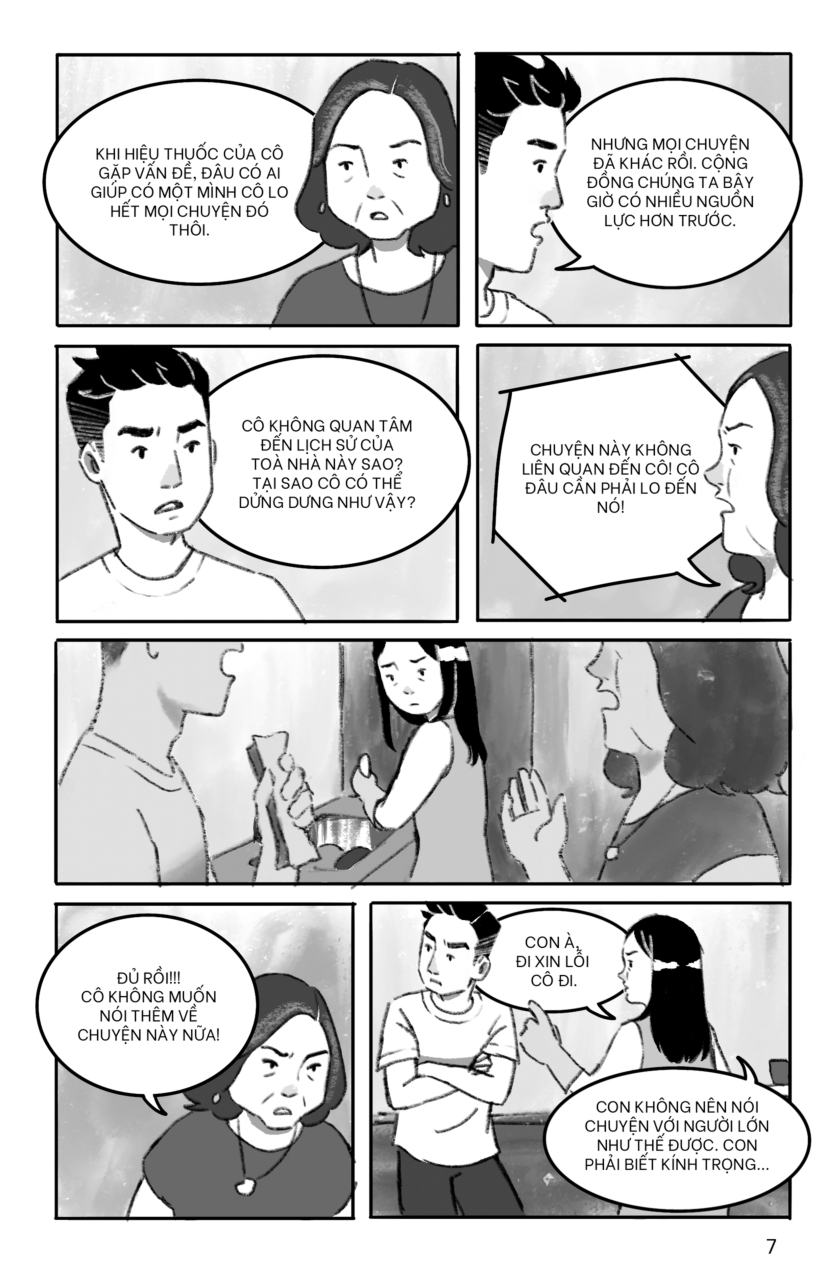 KHI HIỆU THUỐC CỦA CÔ
GẶP VẤN ĐỀ, ĐÂU CÓ AI
GIÚP CÓ MỘT MÌNH CÔ LO
HẾT MỌI CHUYỆN ĐÓ
THÔI.
NHƯNG MỌI CHUYỆN
ĐÃ KHÁC RỒI. CỘNG
ĐỒNG CHÚNG TA BÂY
GIỜ CÓ NHIỀU NGUỒN
LỰC HƠN TRƯỚC.
CÔ KHÔNG QUAN TÂM
ĐẾN LỊCH SỬ CỦA
TOÀ NHÀ NÀY SAO?
TẠI SAO CÔ CÓ THỂ
DỬNG DƯNG NHƯ VẬY?
CHUYỆN NÀY KHÔNG
LIÊN QUAN ĐẾN CÔ! CÔ
ĐÂU CẦN PHẢI LO ĐẾN
NÓ!
ĐỦ RỒI!!!
CÔ KHÔNG MUỐN
NÓI THÊM VỀ
CHUYỆN NÀY NỮA!
CON À,
ĐI XIN LỖI
CÔ ĐI.
CON KHÔNG NÊN NÓI
CHUYỆN VỚI NGƯỜI LỚN
NHƯ THẾ ĐƯỢC. CON
PHẢI BIẾT KÍNH TRỌNG...
7